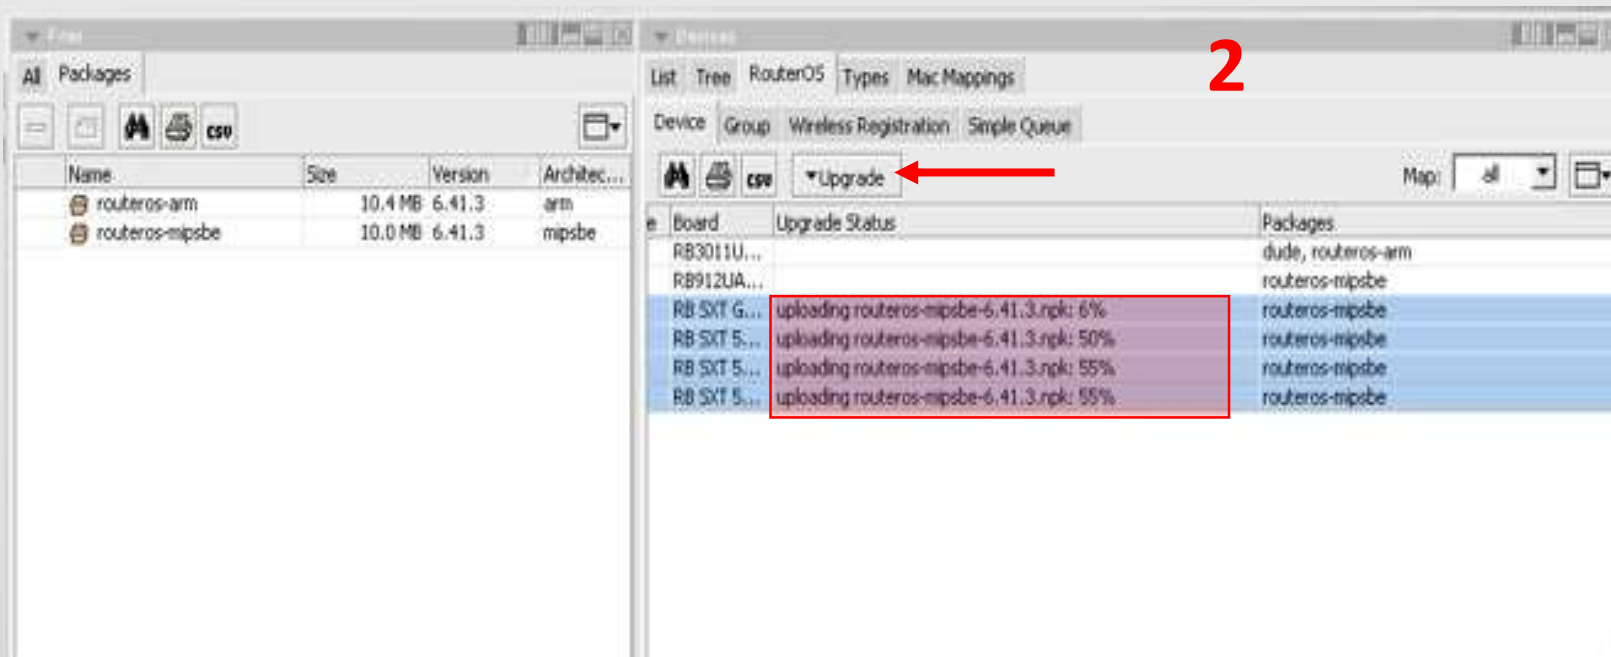 Files
Devices
2
All Packages
List Tree RouterOS Types Mac Mappings
Device Group Wireless Registration Simple Queue
csv
csv Upgrade Map: all
Name Size Version Architec...
routeros-arm 10.4 MB 6.41.3 arm
routeros-mipsbe 10.0 MB 6.41.3 mipsbe
e Board Upgrade Status Packages
RB3011U... dude, routeros-arm
RB912UA... routeros-mipsbe
RB SXT G... uploading routeros-mipsbe-6.41.3.npk: 6% routeros-mipsbe
RB SXT 5... uploading routeros-mipsbe-6.41.3.npk: 50% routeros-mipsbe
RB SXT 5... uploading routeros-mipsbe-6.41.3.npk: 55% routeros-mipsbe
RB SXT 5... uploading routeros-mipsbe-6.41.3.npk: 55% routeros-mipsbe